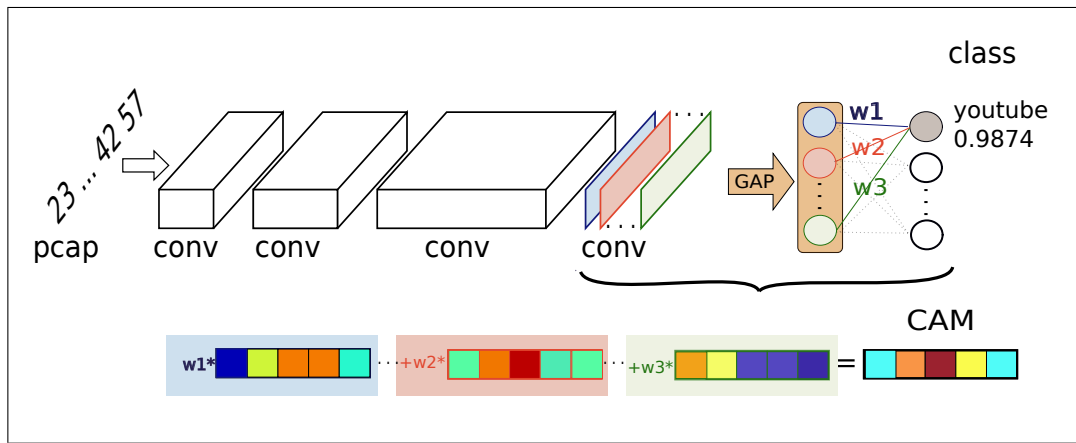 class
23 ... 42 57
youtube
0.9874
w1
w2
w3
GAP
pcap
conv
conv
conv
conv
CAM
w1*
+w2*
+w3*
=